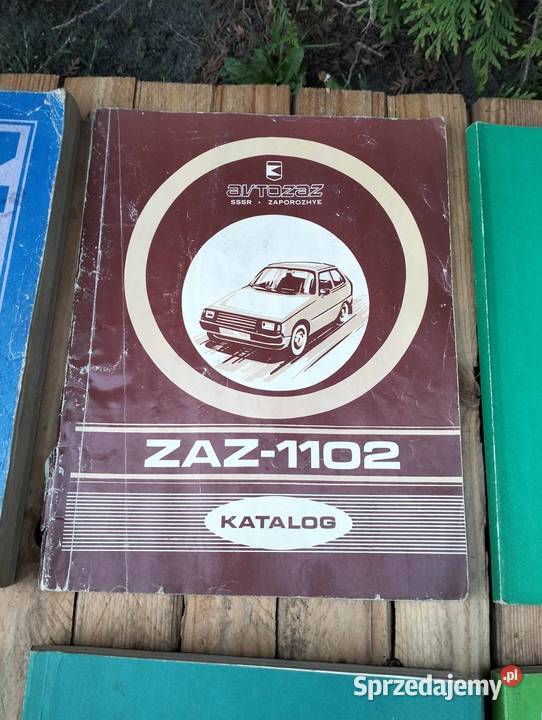 avtozaz
SSSR · ZAPOROZHYE
ZAZ-1102
KATALOG
Sprzedajemy.pl